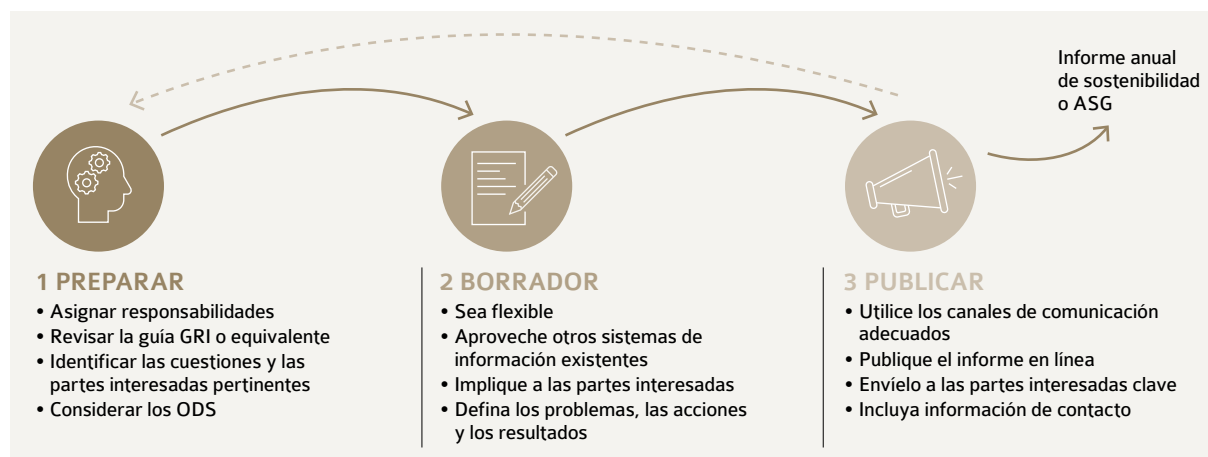 Informe anual
de sostenibilidad
o ASG
1 PREPARAR
• Asignar responsabilidades
• Revisar la guía GRI o equivalente
• Identificar las cuestiones y las
partes interesadas pertinentes
• Considerar los ODS
2 BORRADOR
• Sea flexible
• Aproveche otros sistemas de
información existentes
• Implique a las partes interesadas
• Defina los problemas, las acciones
y los resultados
3 PUBLICAR
• Utilice los canales de comunicación
adecuados
• Publique el informe en línea
• Envíelo a las partes interesadas clave
• Incluya información de contacto